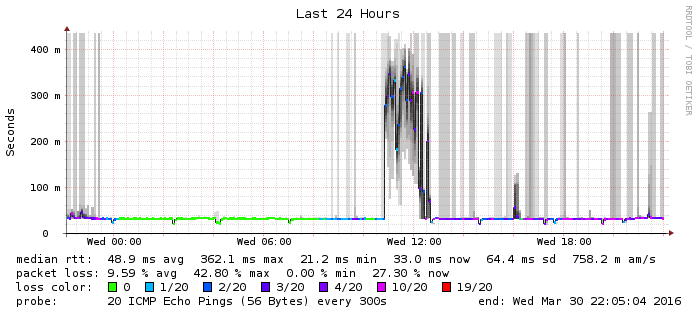 Last 24 Hours
RRDTOOL / TOBI OETIKER
Seconds
400 m
300 m
200 m
100 m
0
Wed 00:00 Wed 06:00 Wed 12:00 Wed 18:00
median rtt: 48.9 ms avg 362.1 ms max 21.2 ms min 33.0 ms now 64.4 ms sd 758.2 m am/s
packet loss: 9.59 % avg 42.80 % max 0.00 % min 27.30 % now
loss color: 0 1/20 2/20 3/20 4/20 10/20 19/20
probe: 20 ICMP Echo Pings (56 Bytes) every 300s end: Wed Mar 30 22:05:04 2016